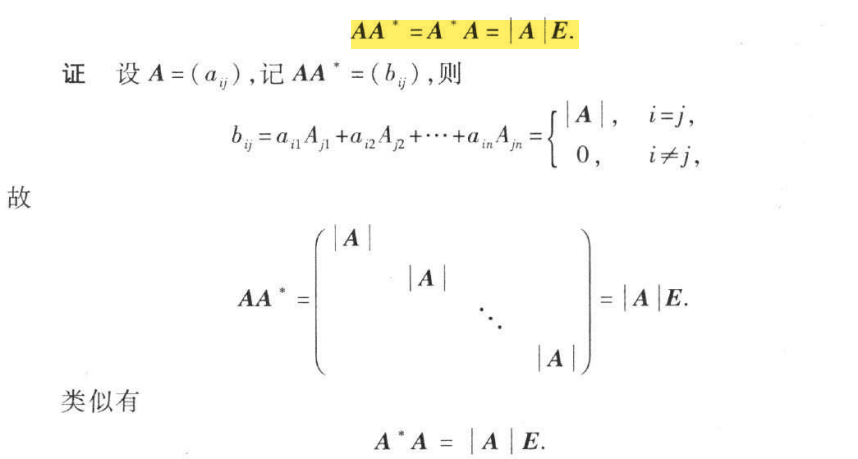 AA* = A*A = |A|E.
证 设 A=(a_{ij}),记 AA* = (b_{ij}),则
b_{ij} = a_{i1}A_{j1} + a_{i2}A_{j2} + ⋯ + a_{in}A_{jn} = { |A|, i=j,
0, i≠j,
故
AA* = ( |A|
|A|
⋱
|A| ) = |A|E.
类似有
A*A = |A|E.